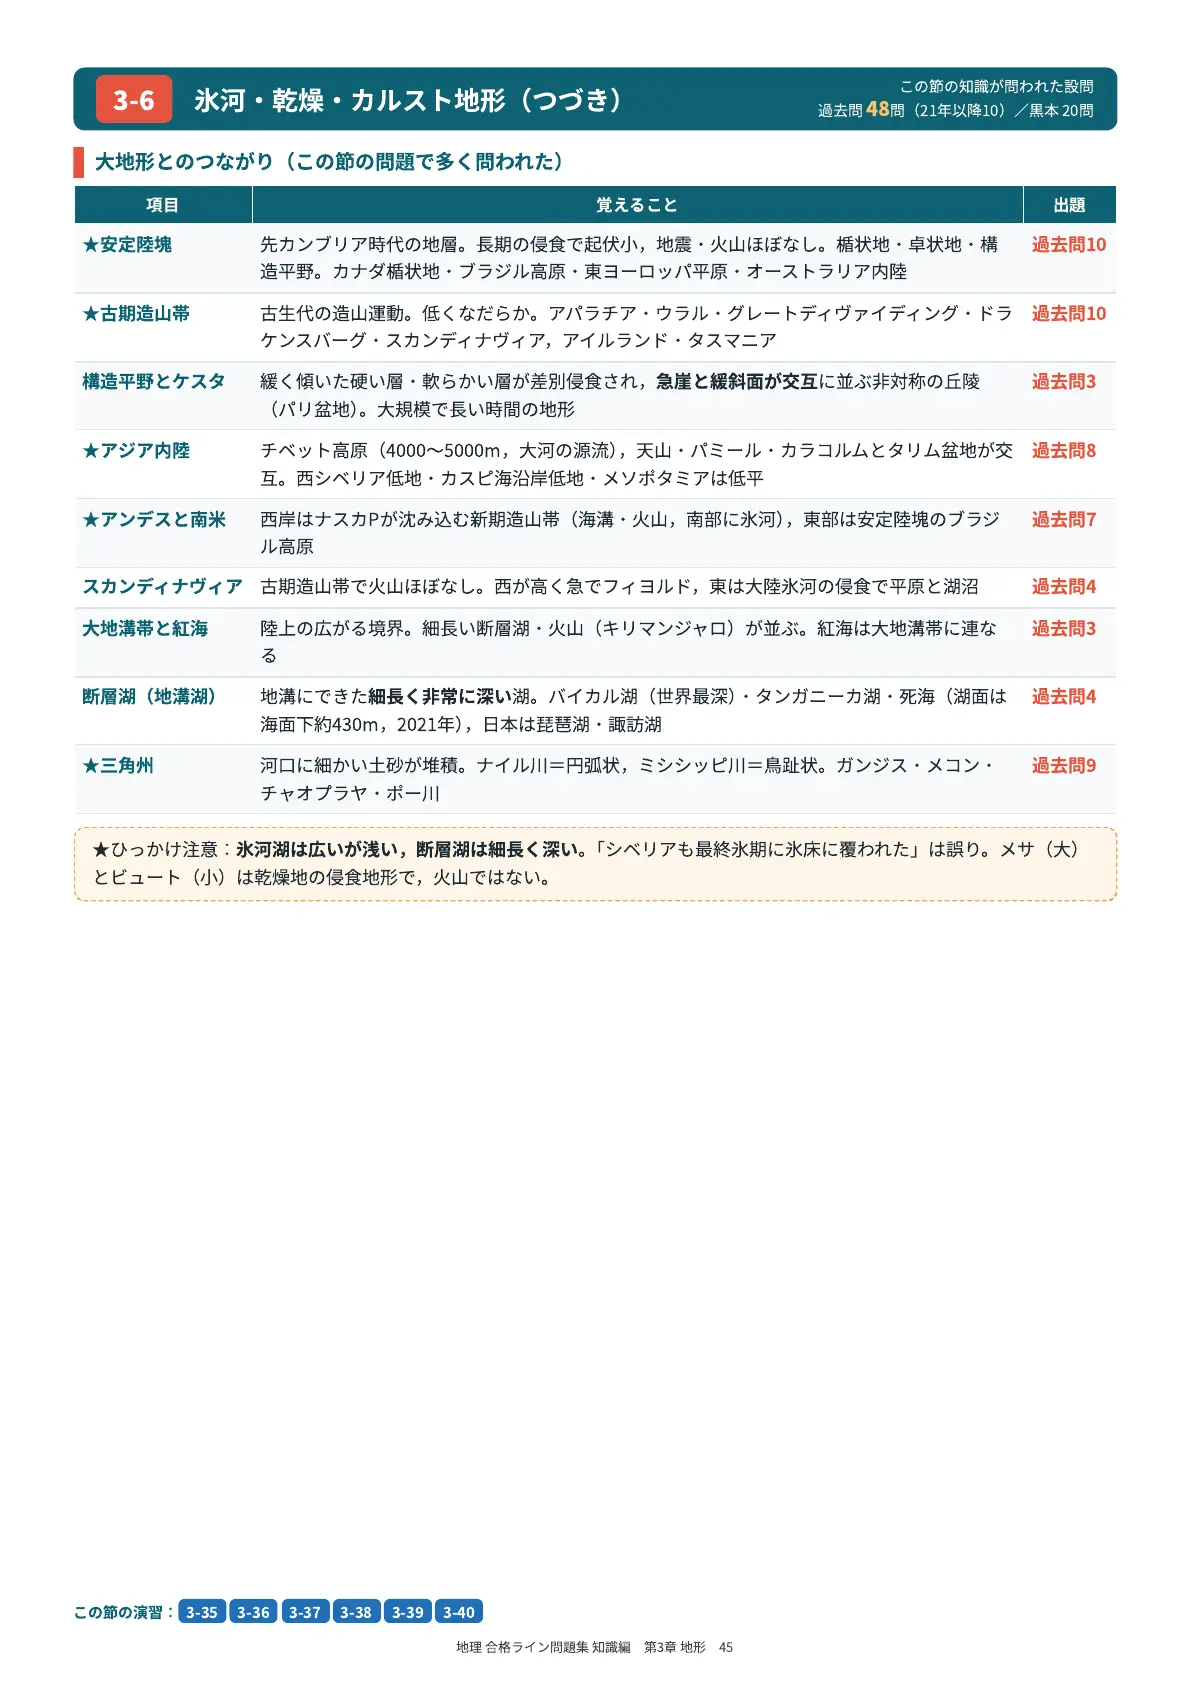 3-6 氷河・乾燥・カルスト地形（つづき）
この節の知識が問われた設問
過去問 48問（21年以降10）／黒本 20問
大地形とのつながり（この節の問題で多く問われた）
項目 覚えること 出題
★安定陸塊 先カンブリア時代の地層。長期の侵食で起伏小，地震・火山ほぼなし。楯状地・卓状地・構 過去問10
造平野。カナダ楯状地・ブラジル高原・東ヨーロッパ平原・オーストラリア内陸
★古期造山帯 古生代の造山運動。低くなだらか。アパラチア・ウラル・グレートディヴァイディング・ドラ 過去問10
ケンスバーグ・スカンディナヴィア，アイルランド・タスマニア
構造平野とケスタ 緩く傾いた硬い層・軟らかい層が差別侵食され，急崖と緩斜面が交互に並ぶ非対称の丘陵 過去問3
（パリ盆地）。大規模で長い時間の地形
★アジア内陸 チベット高原（4000〜5000m，大河の源流），天山・パミール・カラコルムとタリム盆地が交 過去問8
互。西シベリア低地・カスピ海沿岸低地・メソポタミアは低平
★アンデスと南米 西岸はナスカPが沈み込む新期造山帯（海溝・火山，南部に氷河），東部は安定陸塊のブラジ 過去問7
ル高原
スカンディナヴィア 古期造山帯で火山ほぼなし。西が高く急でフィヨルド，東は大陸氷河の侵食で平原と湖沼 過去問4
大地溝帯と紅海 陸上の広がる境界。細長い断層湖・火山（キリマンジャロ）が並ぶ。紅海は大地溝帯に連な 過去問3
る
断層湖（地溝湖） 地溝にできた細長く非常に深い湖。バイカル湖（世界最深）・タンガニーカ湖・死海（湖面は 過去問4
海面下約430m，2021年），日本は琵琶湖・諏訪湖
★三角州 河口に細かい土砂が堆積。ナイル川＝円弧状，ミシシッピ川＝鳥趾状。ガンジス・メコン・ 過去問9
チャオプラヤ・ポー川
★ひっかけ注意：氷河湖は広いが浅い，断層湖は細長く深い。「シベリアも最終氷期に氷床に覆われた」は誤り。メサ（大）
とビュート（小）は乾燥地の侵食地形で，火山ではない。
この節の演習： 3-35 3-36 3-37 3-38 3-39 3-40
地理 合格ライン問題集 知識編 第3章 地形 45